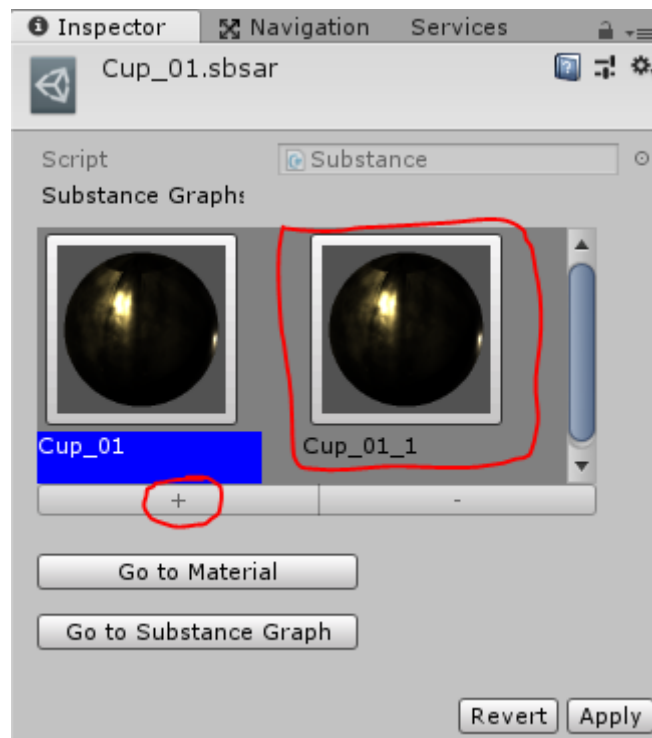 Inspector Navigation Services
Cup_01.sbsar
Script Substance
Substance Graphs
Cup_01 Cup_01_1
+ -
Go to Material
Go to Substance Graph
Revert Apply